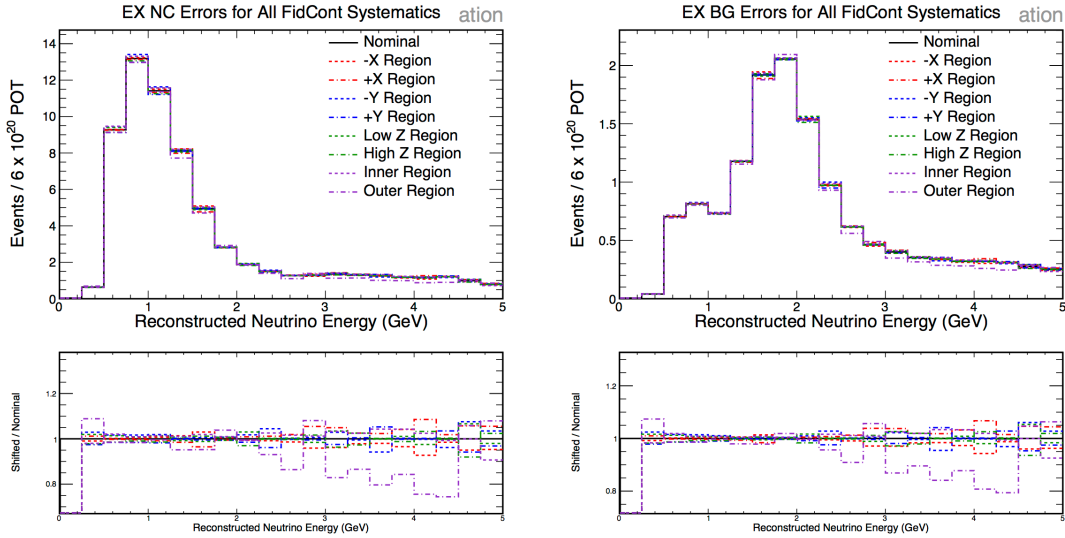 EX NC Errors for All FidCont Systematics
ation
Events / 6 x 10^20 POT
14
12
10
8
6
4
2
0
Nominal
-X Region
+X Region
-Y Region
+Y Region
Low Z Region
High Z Region
Inner Region
Outer Region
0 1 2 3 4 5
Reconstructed Neutrino Energy (GeV)
Shifted / Nominal
1.2
1
0.8
0 1 2 3 4 5
Reconstructed Neutrino Energy (GeV)
EX BG Errors for All FidCont Systematics
ation
Events / 6 x 10^20 POT
2
1.5
1
0.5
0
Nominal
-X Region
+X Region
-Y Region
+Y Region
Low Z Region
High Z Region
Inner Region
Outer Region
0 1 2 3 4 5
Reconstructed Neutrino Energy (GeV)
Shifted / Nominal
1.2
1
0.8
0 1 2 3 4 5
Reconstructed Neutrino Energy (GeV)